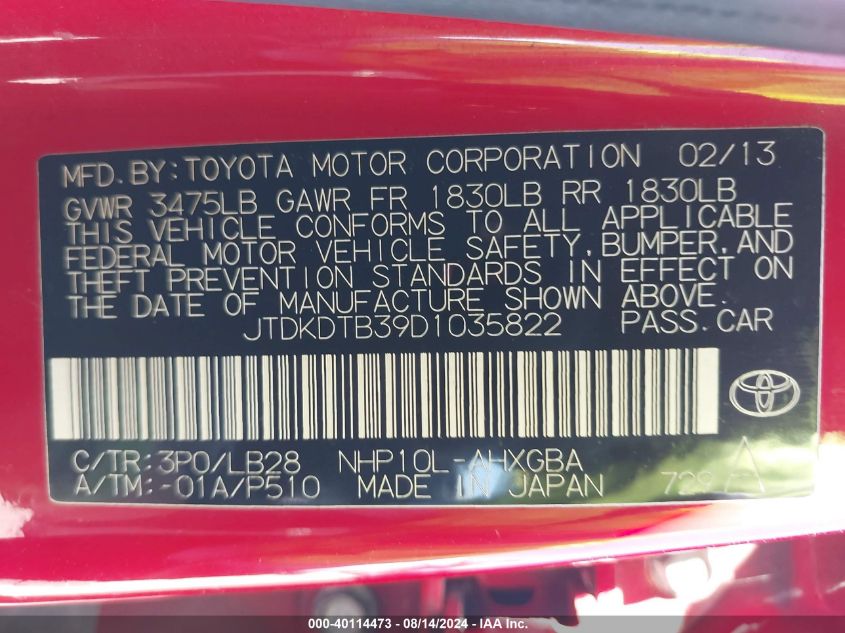 MFD.BY:TOYOTA MOTOR CORPORATION 02/13
GVWR 3475LB GAWR FR 1830LB RR 1830LB
THIS VEHICLE CONFORMS TO ALL APPLICABLE
FEDERAL MOTOR VEHICLE SAFETY,BUMPER,AND
THEFT PREVENTION STANDARDS IN EFFECT ON
THE DATE OF MANUFACTURE SHOWN ABOVE.
JTDKDTB39D1035822 PASS.CAR
C/TR:3P0/LB28 NHP10L-AHXGBA
A/TM:-01A/P510 MADE IN JAPAN
000-40114473 - 08/14/2024 - IAA Inc.